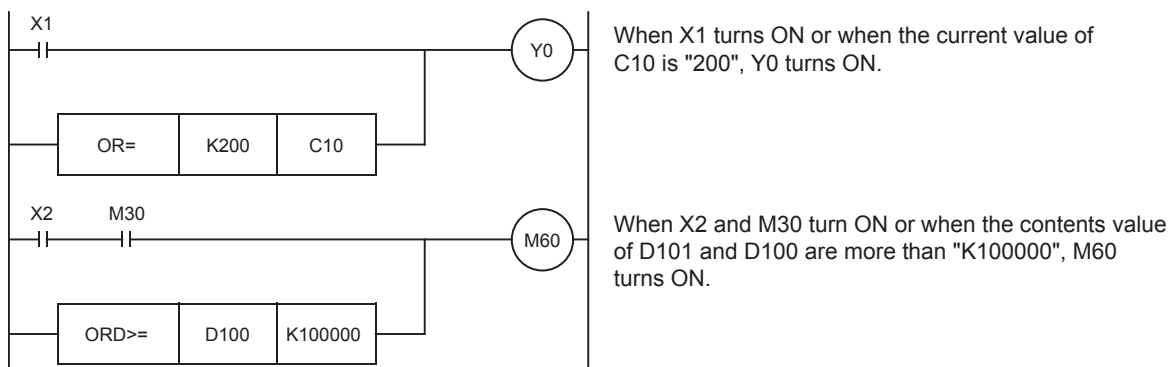 X1
Y0
When X1 turns ON or when the current value of
C10 is "200", Y0 turns ON.
OR= K200 C10
X2 M30
M60
When X2 and M30 turn ON or when the contents value
of D101 and D100 are more than "K100000", M60
turns ON.
ORD>= D100 K100000